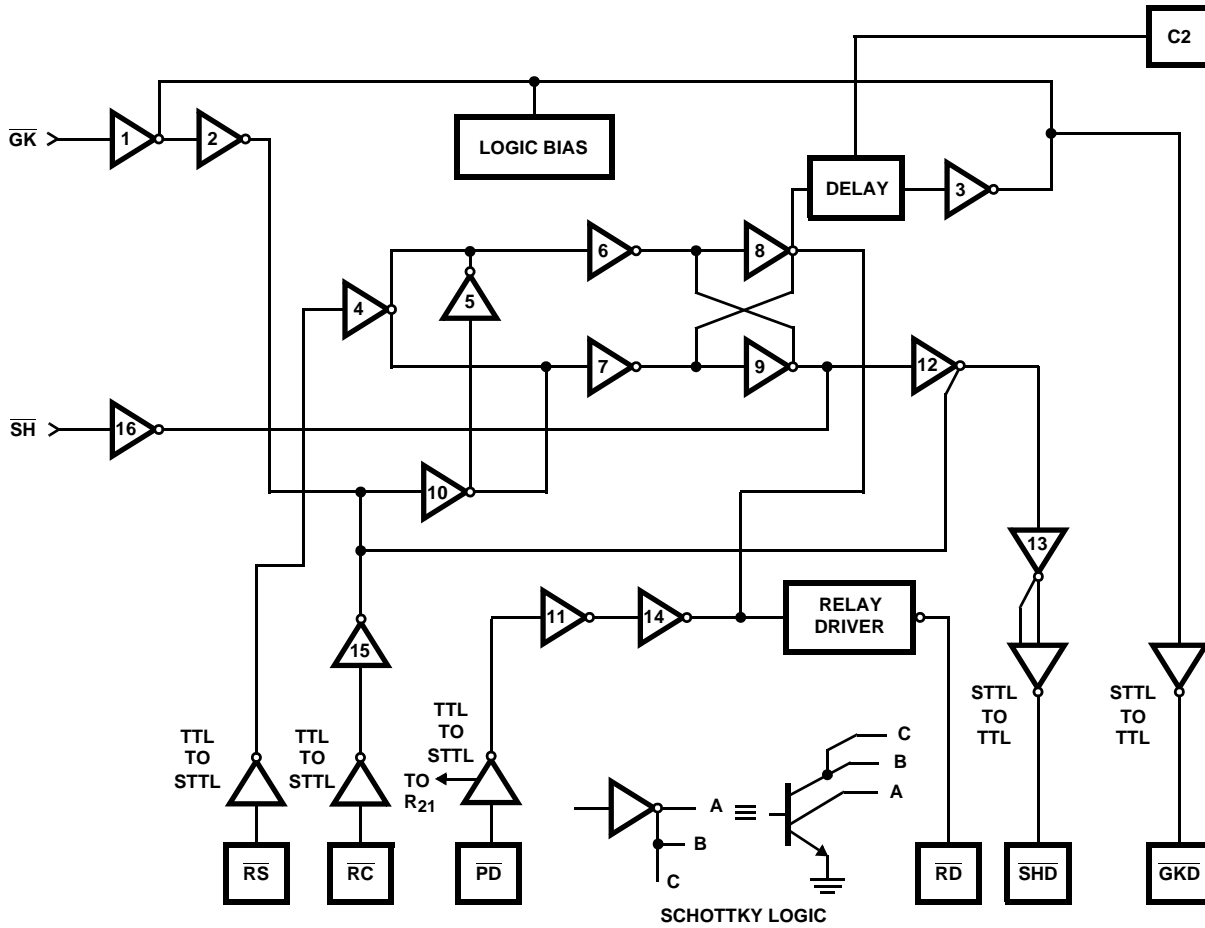 C2
GK
1
2
LOGIC BIAS
DELAY
3
6
8
5
4
7
9
12
SH
16
10
13
11
14
RELAY
DRIVER
15
TTL
TO
STTL
TTL
TO
STTL
TTL
TO
STTL
TO
R21
STTL
TO
TTL
STTL
TO
TTL
C
B
A
A
B
C
RS
RC
PD
RD
SHD
GKD
SCHOTTKY LOGIC